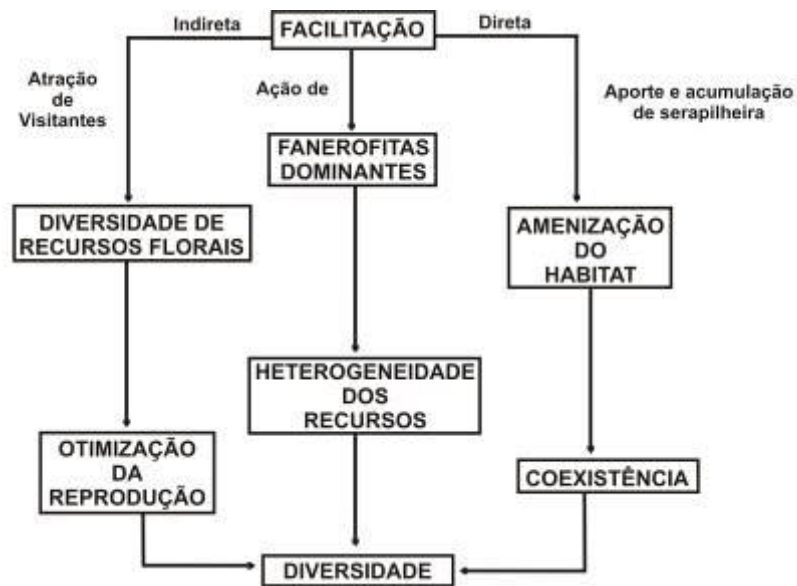 Indireta
FACILITAÇÃO
Direta
Atração
de
Visitantes
Ação de
Aporte e acumulação
de serapilheira
FANEROFITAS
DOMINANTES
DIVERSIDADE DE
RECURSOS FLORAIS
AMENIZAÇÃO
DO
HABITAT
HETEROGENEIDADE
DOS
RECURSOS
OTIMIZAÇÃO
DA
REPRODUÇÃO
COEXISTÊNCIA
DIVERSIDADE